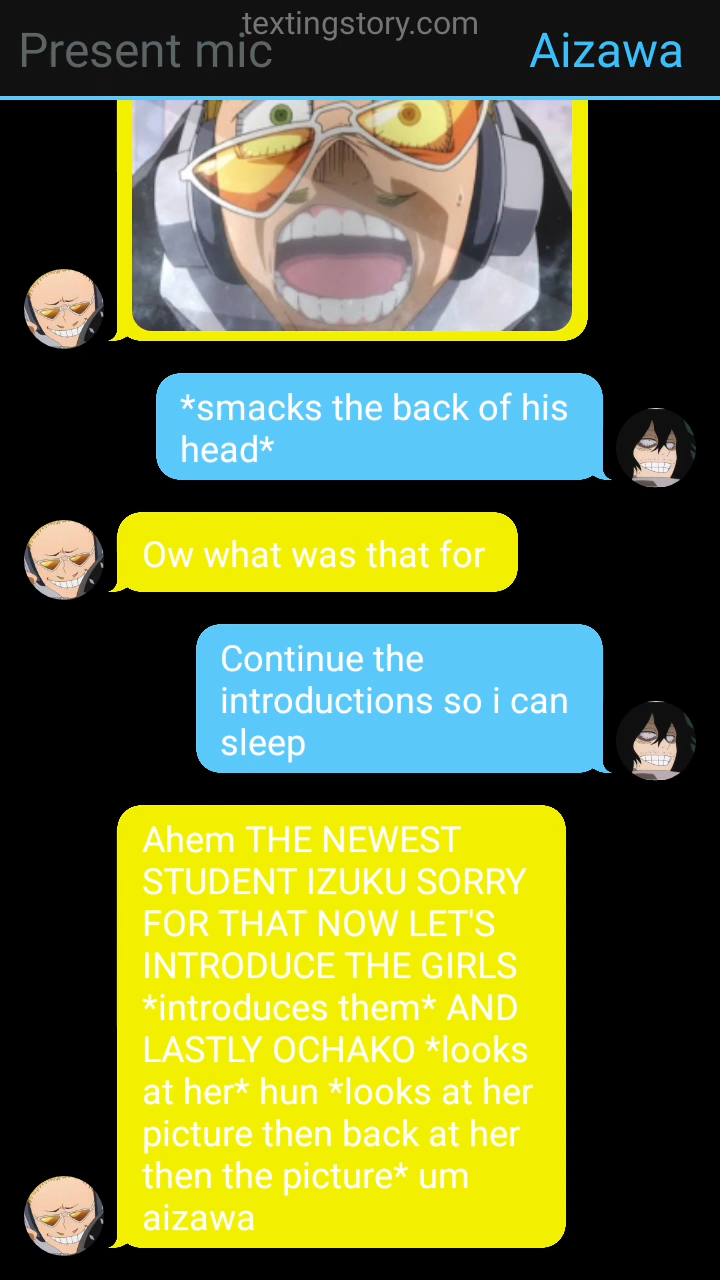 textingstory.com
Present mic
Aizawa
*smacks the back of his
head*
Ow what was that for
Continue the
introductions so i can
sleep
Ahem THE NEWEST
STUDENT IZUKU SORRY
FOR THAT NOW LET'S
INTRODUCE THE GIRLS
*introduces them* AND
LASTLY OCHAKO *looks
at her* hun *looks at her
picture then back at her
then the picture* um
aizawa